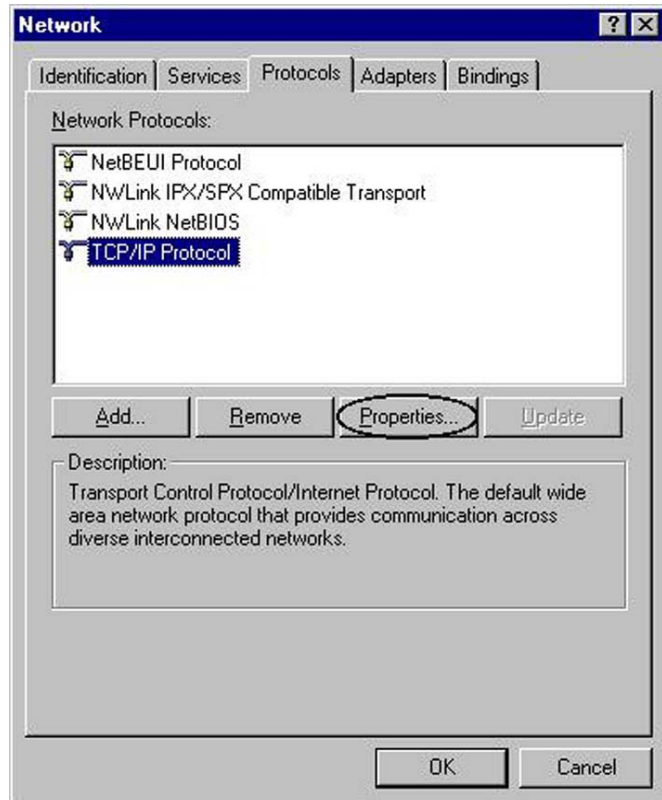 Network
Identification Services Protocols Adapters Bindings
Network Protocols:
NetBEUI Protocol
NWLink IPX/SPX Compatible Transport
NWLink NetBIOS
TCP/IP Protocol
Add... Remove Properties... Update
Description:
Transport Control Protocol/Internet Protocol. The default wide
area network protocol that provides communication across
diverse interconnected networks.
OK Cancel